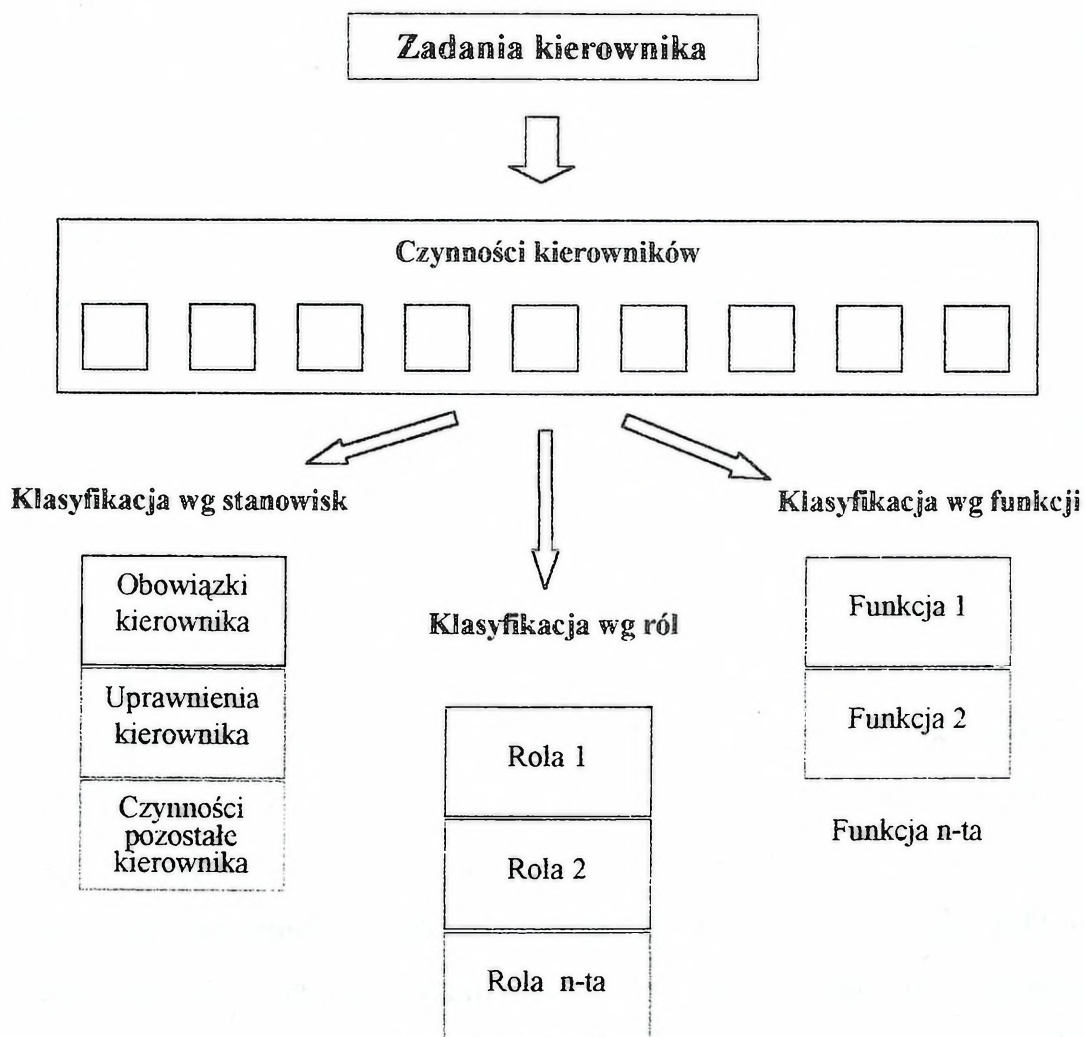 Zadania kierownika
Czynności kierowników
Klasyfikacja wg stanowisk
Obowiązki
kierownika
Uprawnienia
kierownika
Czynności
pozostałe
kierownika
Klasyfikacja wg ról
Rola 1
Rola 2
Rola n-ta
Klasyfikacja wg funkcji
Funkcja 1
Funkcja 2
Funkcja n-ta